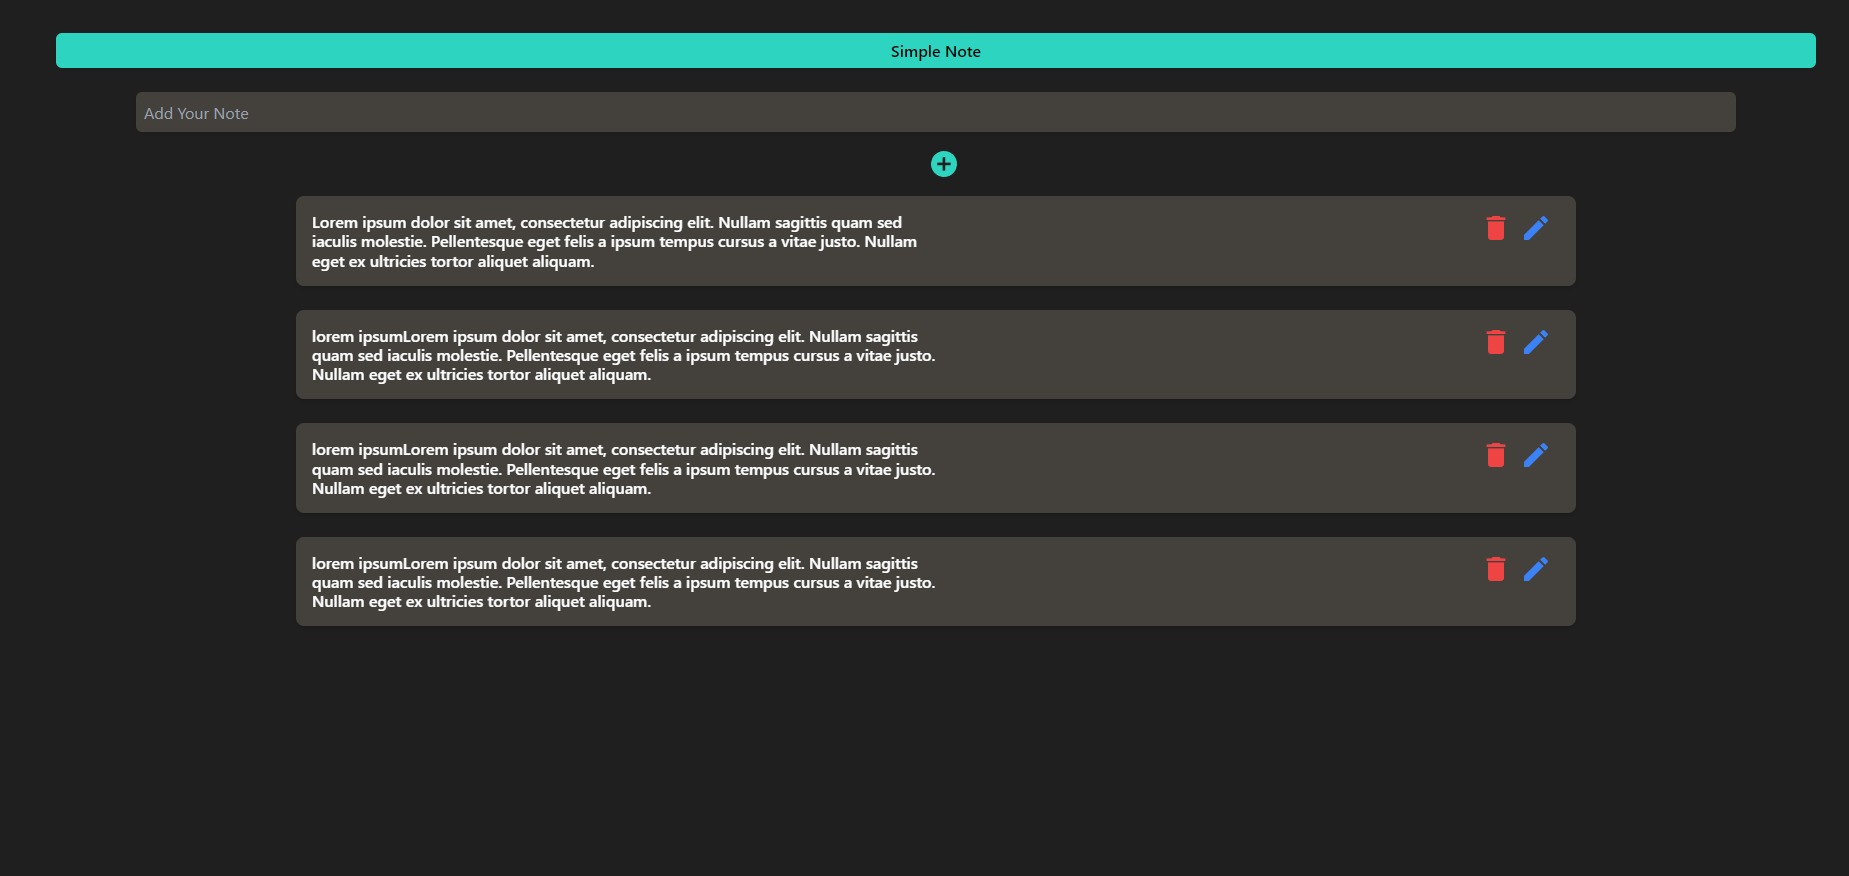 Simple Note
Add Your Note
Lorem ipsum dolor sit amet, consectetur adipiscing elit. Nullam sagittis quam sed
iaculis molestie. Pellentesque eget felis a ipsum tempus cursus a vitae justo. Nullam
eget ex ultricies tortor aliquet aliquam.
lorem ipsumLorem ipsum dolor sit amet, consectetur adipiscing elit. Nullam sagittis
quam sed iaculis molestie. Pellentesque eget felis a ipsum tempus cursus a vitae justo.
Nullam eget ex ultricies tortor aliquet aliquam.
lorem ipsumLorem ipsum dolor sit amet, consectetur adipiscing elit. Nullam sagittis
quam sed iaculis molestie. Pellentesque eget felis a ipsum tempus cursus a vitae justo.
Nullam eget ex ultricies tortor aliquet aliquam.
lorem ipsumLorem ipsum dolor sit amet, consectetur adipiscing elit. Nullam sagittis
quam sed iaculis molestie. Pellentesque eget felis a ipsum tempus cursus a vitae justo.
Nullam eget ex ultricies tortor aliquet aliquam.